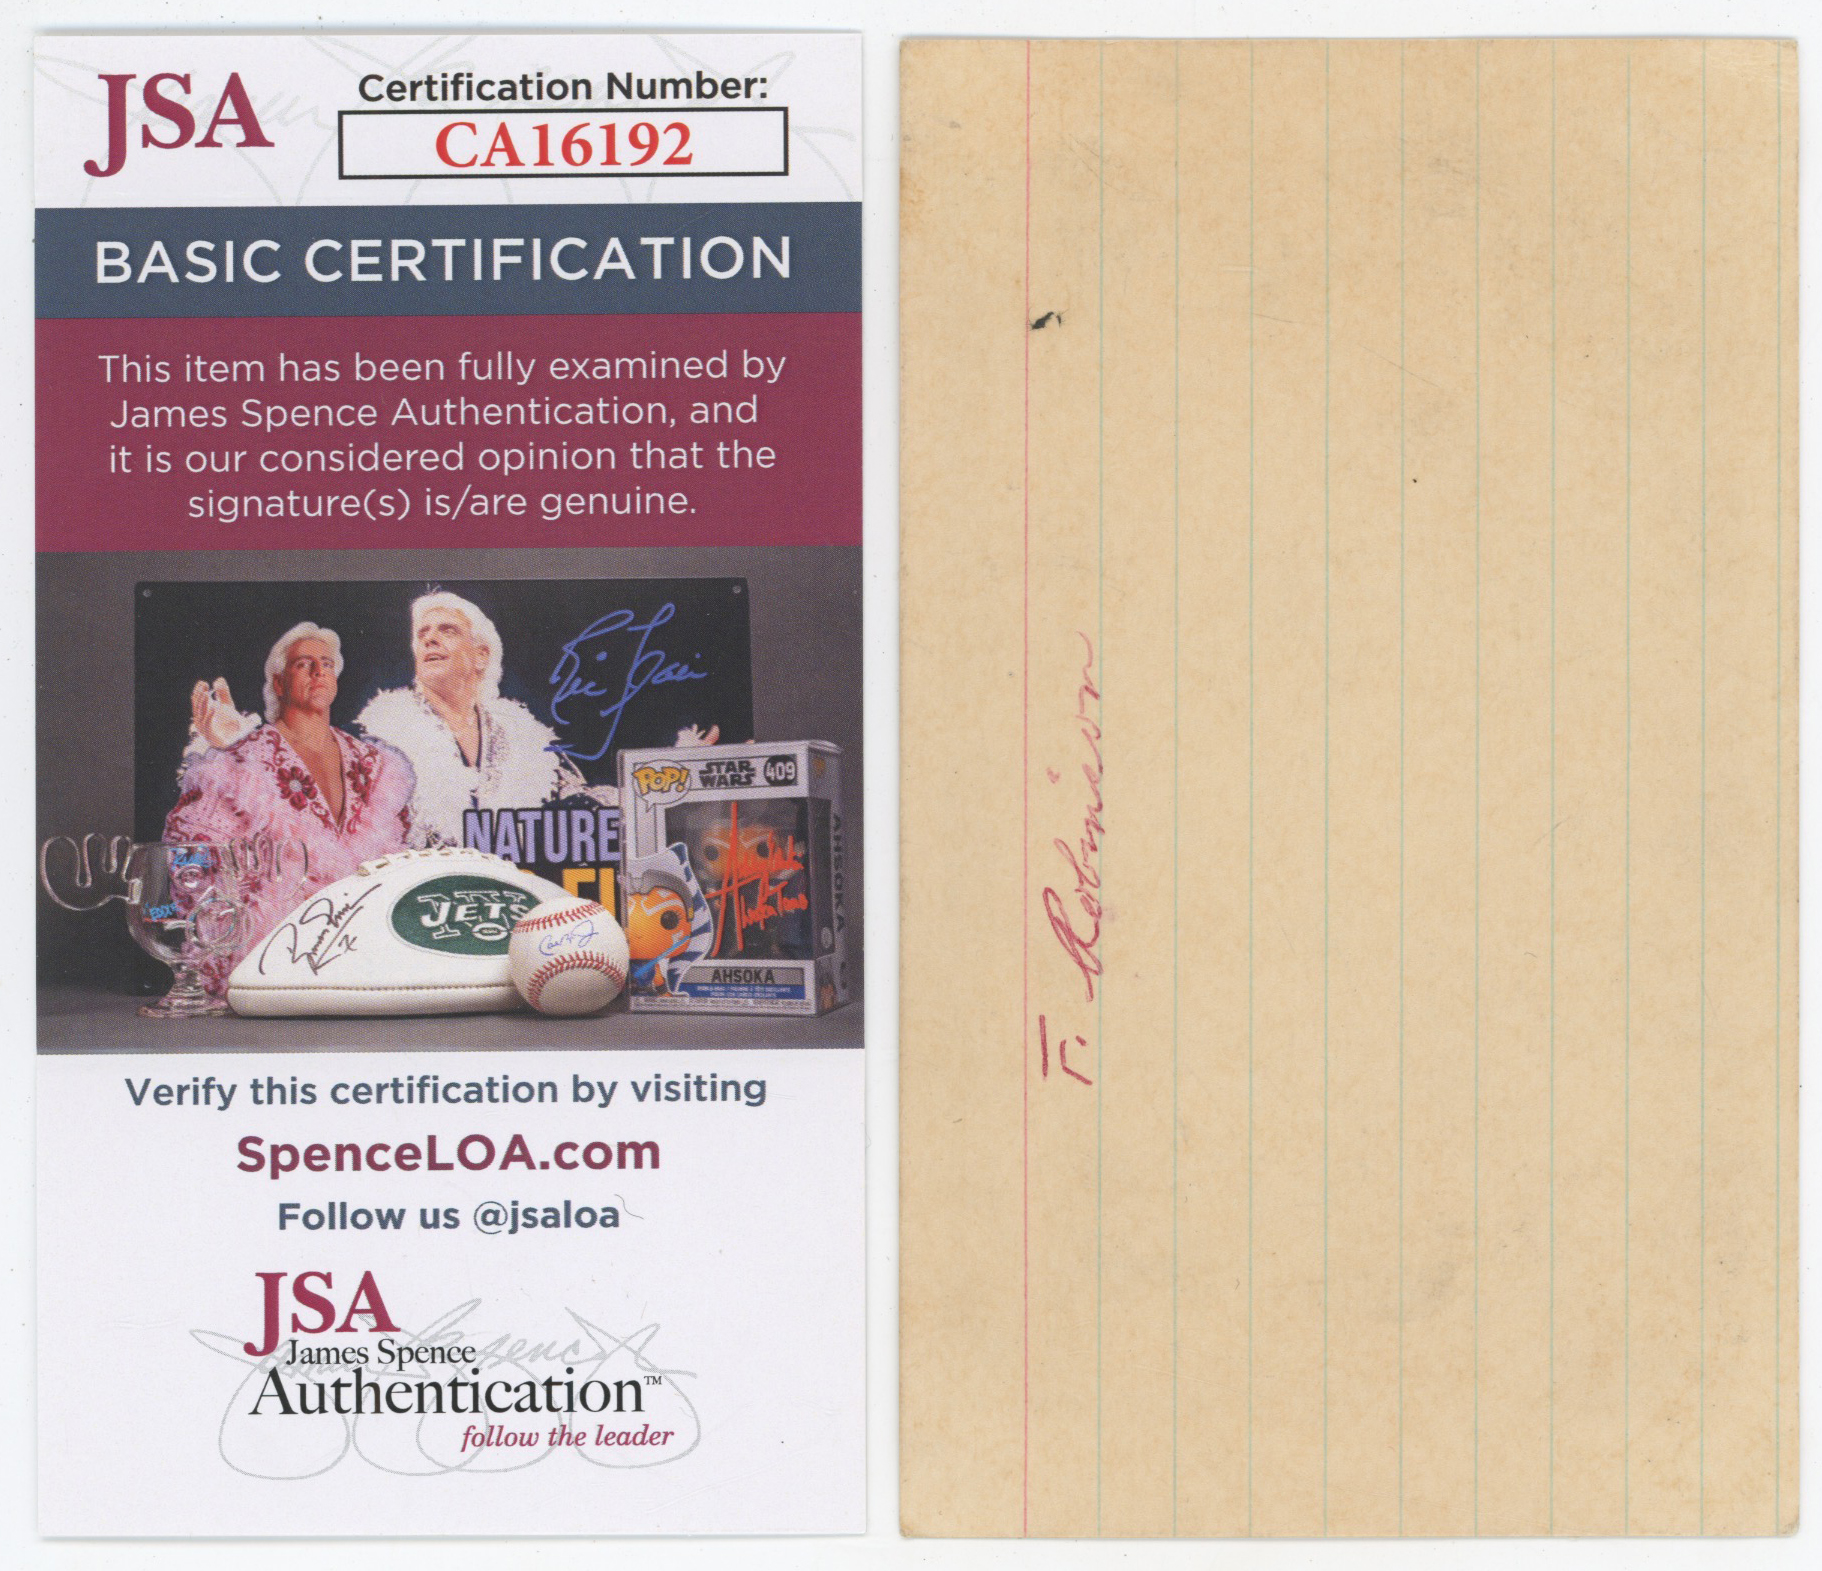 JSA
Certification Number:
CA16192
BASIC CERTIFICATION
This item has been fully examined by
James Spence Authentication, and
it is our considered opinion that the
signature(s) is/are genuine.
POP!
STAR
WARS
409
NATURE
JETS
AHSOKA
AHSOKA
Verify this certification by visiting
SpenceLOA.com
Follow us @jsaloa
JSA
James Spence
Authentication™
follow the leader
T. Robinson